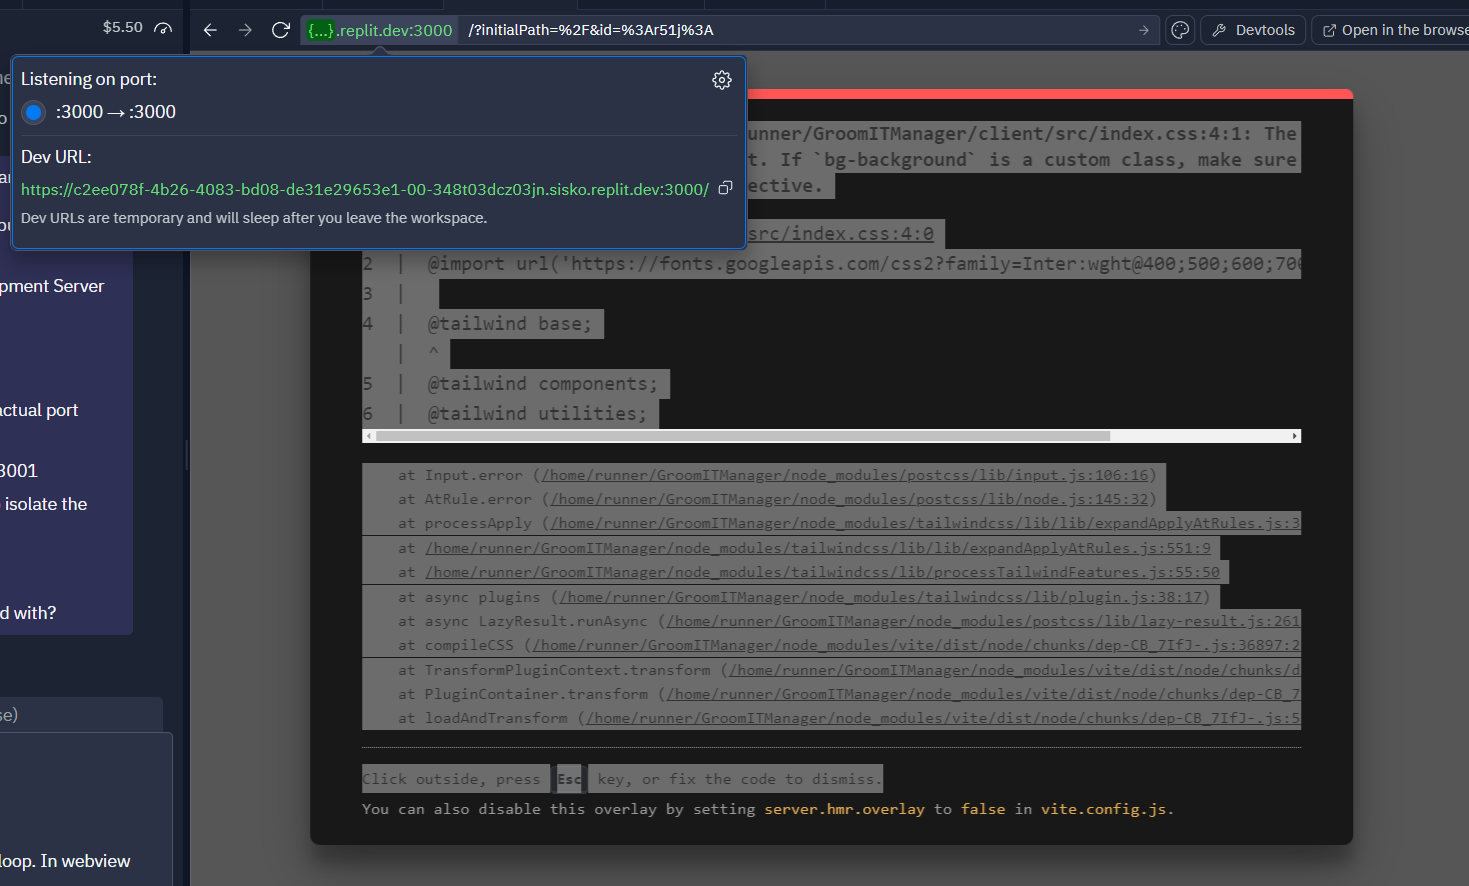 $5.50
{...}.replit.dev:3000 /?initialPath=%2F&id=%3Ar51j%3A
Devtools
Open in the browse
Listening on port:
:3000 → :3000
Dev URL:
https://c2ee078f-4b26-4083-bd08-de31e29653e1-00-348t03dcz03jn.sisko.replit.dev:3000/
Dev URLs are temporary and will sleep after you leave the workspace.
pment Server
actual port
3001
isolate the
d with?
se)
loop. In webview
unner/GroomITManager/client/src/index.css:4:1: The
t. If `bg-background` is a custom class, make sure
ective.
src/index.css:4:0
2 | @import url('https://fonts.googleapis.com/css2?family=Inter:wght@400;500;600;700
3 |
4 | @tailwind base;
| ^
5 | @tailwind components;
6 | @tailwind utilities;
at Input.error (/home/runner/GroomITManager/node_modules/postcss/lib/input.js:106:16)
at AtRule.error (/home/runner/GroomITManager/node_modules/postcss/lib/node.js:145:32)
at processApply (/home/runner/GroomITManager/node_modules/tailwindcss/lib/lib/expandApplyAtRules.js:3
at /home/runner/GroomITManager/node_modules/tailwindcss/lib/lib/expandApplyAtRules.js:551:9
at /home/runner/GroomITManager/node_modules/tailwindcss/lib/processTailwindFeatures.js:55:50
at async plugins (/home/runner/GroomITManager/node_modules/tailwindcss/lib/plugin.js:38:17)
at async LazyResult.runAsync (/home/runner/GroomITManager/node_modules/postcss/lib/lazy-result.js:261
at compileCSS (/home/runner/GroomITManager/node_modules/vite/dist/node/chunks/dep-CB_7IfJ-.js:36897:2
at TransformPluginContext.transform (/home/runner/GroomITManager/node_modules/vite/dist/node/chunks/d
at PluginContainer.transform (/home/runner/GroomITManager/node_modules/vite/dist/node/chunks/dep-CB_7
at loadAndTransform (/home/runner/GroomITManager/node_modules/vite/dist/node/chunks/dep-CB_7IfJ-.js:5
Click outside, press Esc key, or fix the code to dismiss.
You can also disable this overlay by setting server.hmr.overlay to false in vite.config.js.